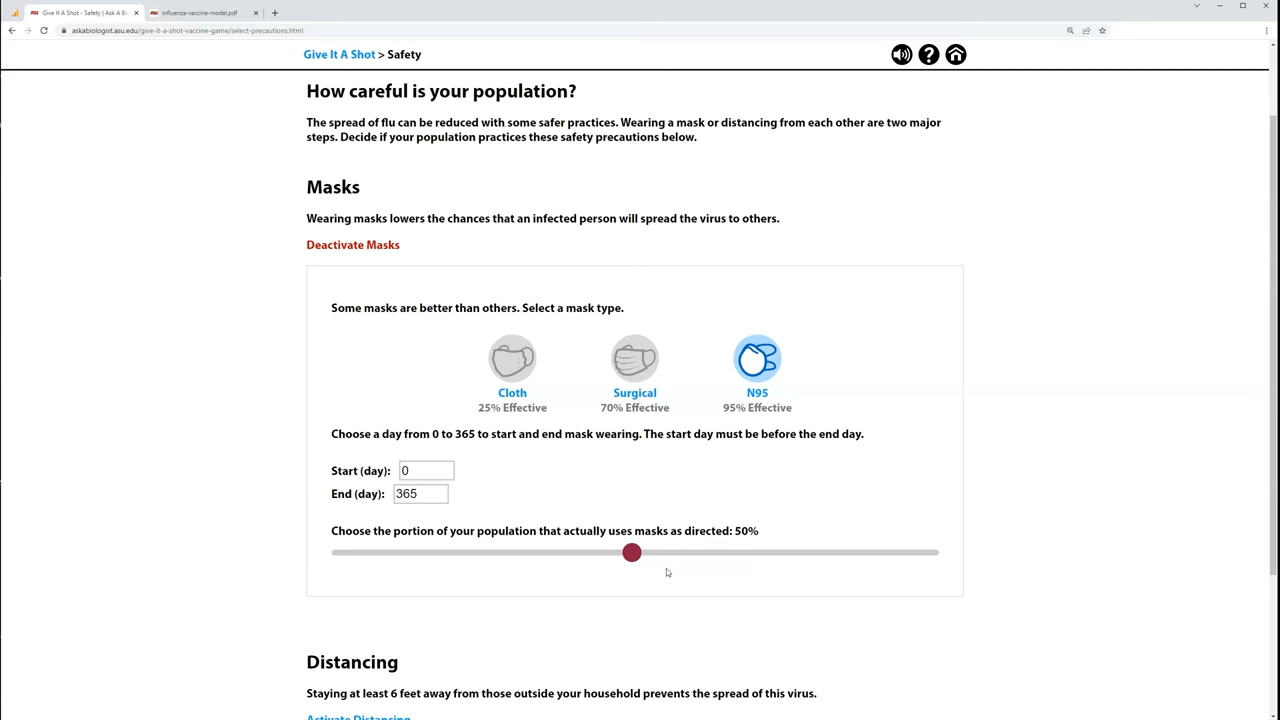 Give It A Shot - Safety | Ask A Bi
influenza-vaccine-model.pdf
askabiologist.asu.edu/give-it-a-shot-vaccine-game/select-precautions.html
Give It A Shot > Safety
How careful is your population?
The spread of flu can be reduced with some safer practices. Wearing a mask or distancing from each other are two major
steps. Decide if your population practices these safety precautions below.
Masks
Wearing masks lowers the chances that an infected person will spread the virus to others.
Deactivate Masks
Some masks are better than others. Select a mask type.
Cloth Surgical N95
25% Effective 70% Effective 95% Effective
Choose a day from 0 to 365 to start and end mask wearing. The start day must be before the end day.
Start (day): 0
End (day): 365
Choose the portion of your population that actually uses masks as directed: 50%
Distancing
Staying at least 6 feet away from those outside your household prevents the spread of this virus.
Activate Distancing